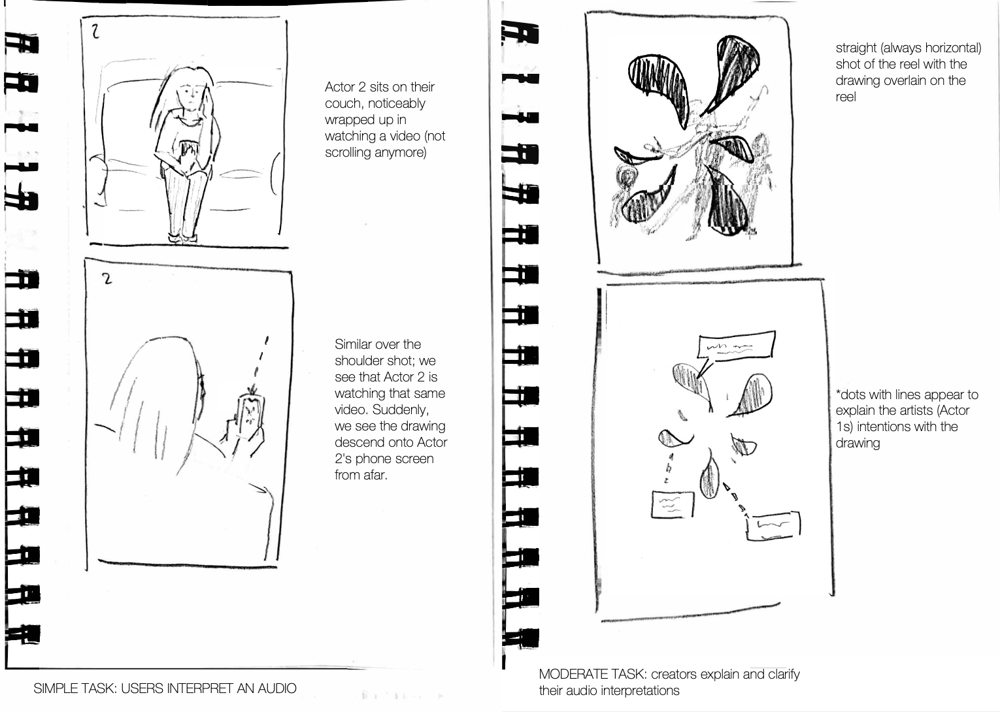 2
Actor 2 sits on their
couch, noticeably
wrapped up in
watching a video (not
scrolling anymore)
2
Similar over the
shoulder shot; we
see that Actor 2 is
watching that same
video. Suddenly,
we see the drawing
descend onto Actor
2's phone screen
from afar.
SIMPLE TASK: USERS INTERPRET AN AUDIO
straight (always horizontal)
shot of the reel with the
drawing overlain on the
reel
*dots with lines appear to
explain the artists (Actor
1s) intentions with the
drawing
MODERATE TASK: creators explain and clarify
their audio interpretations